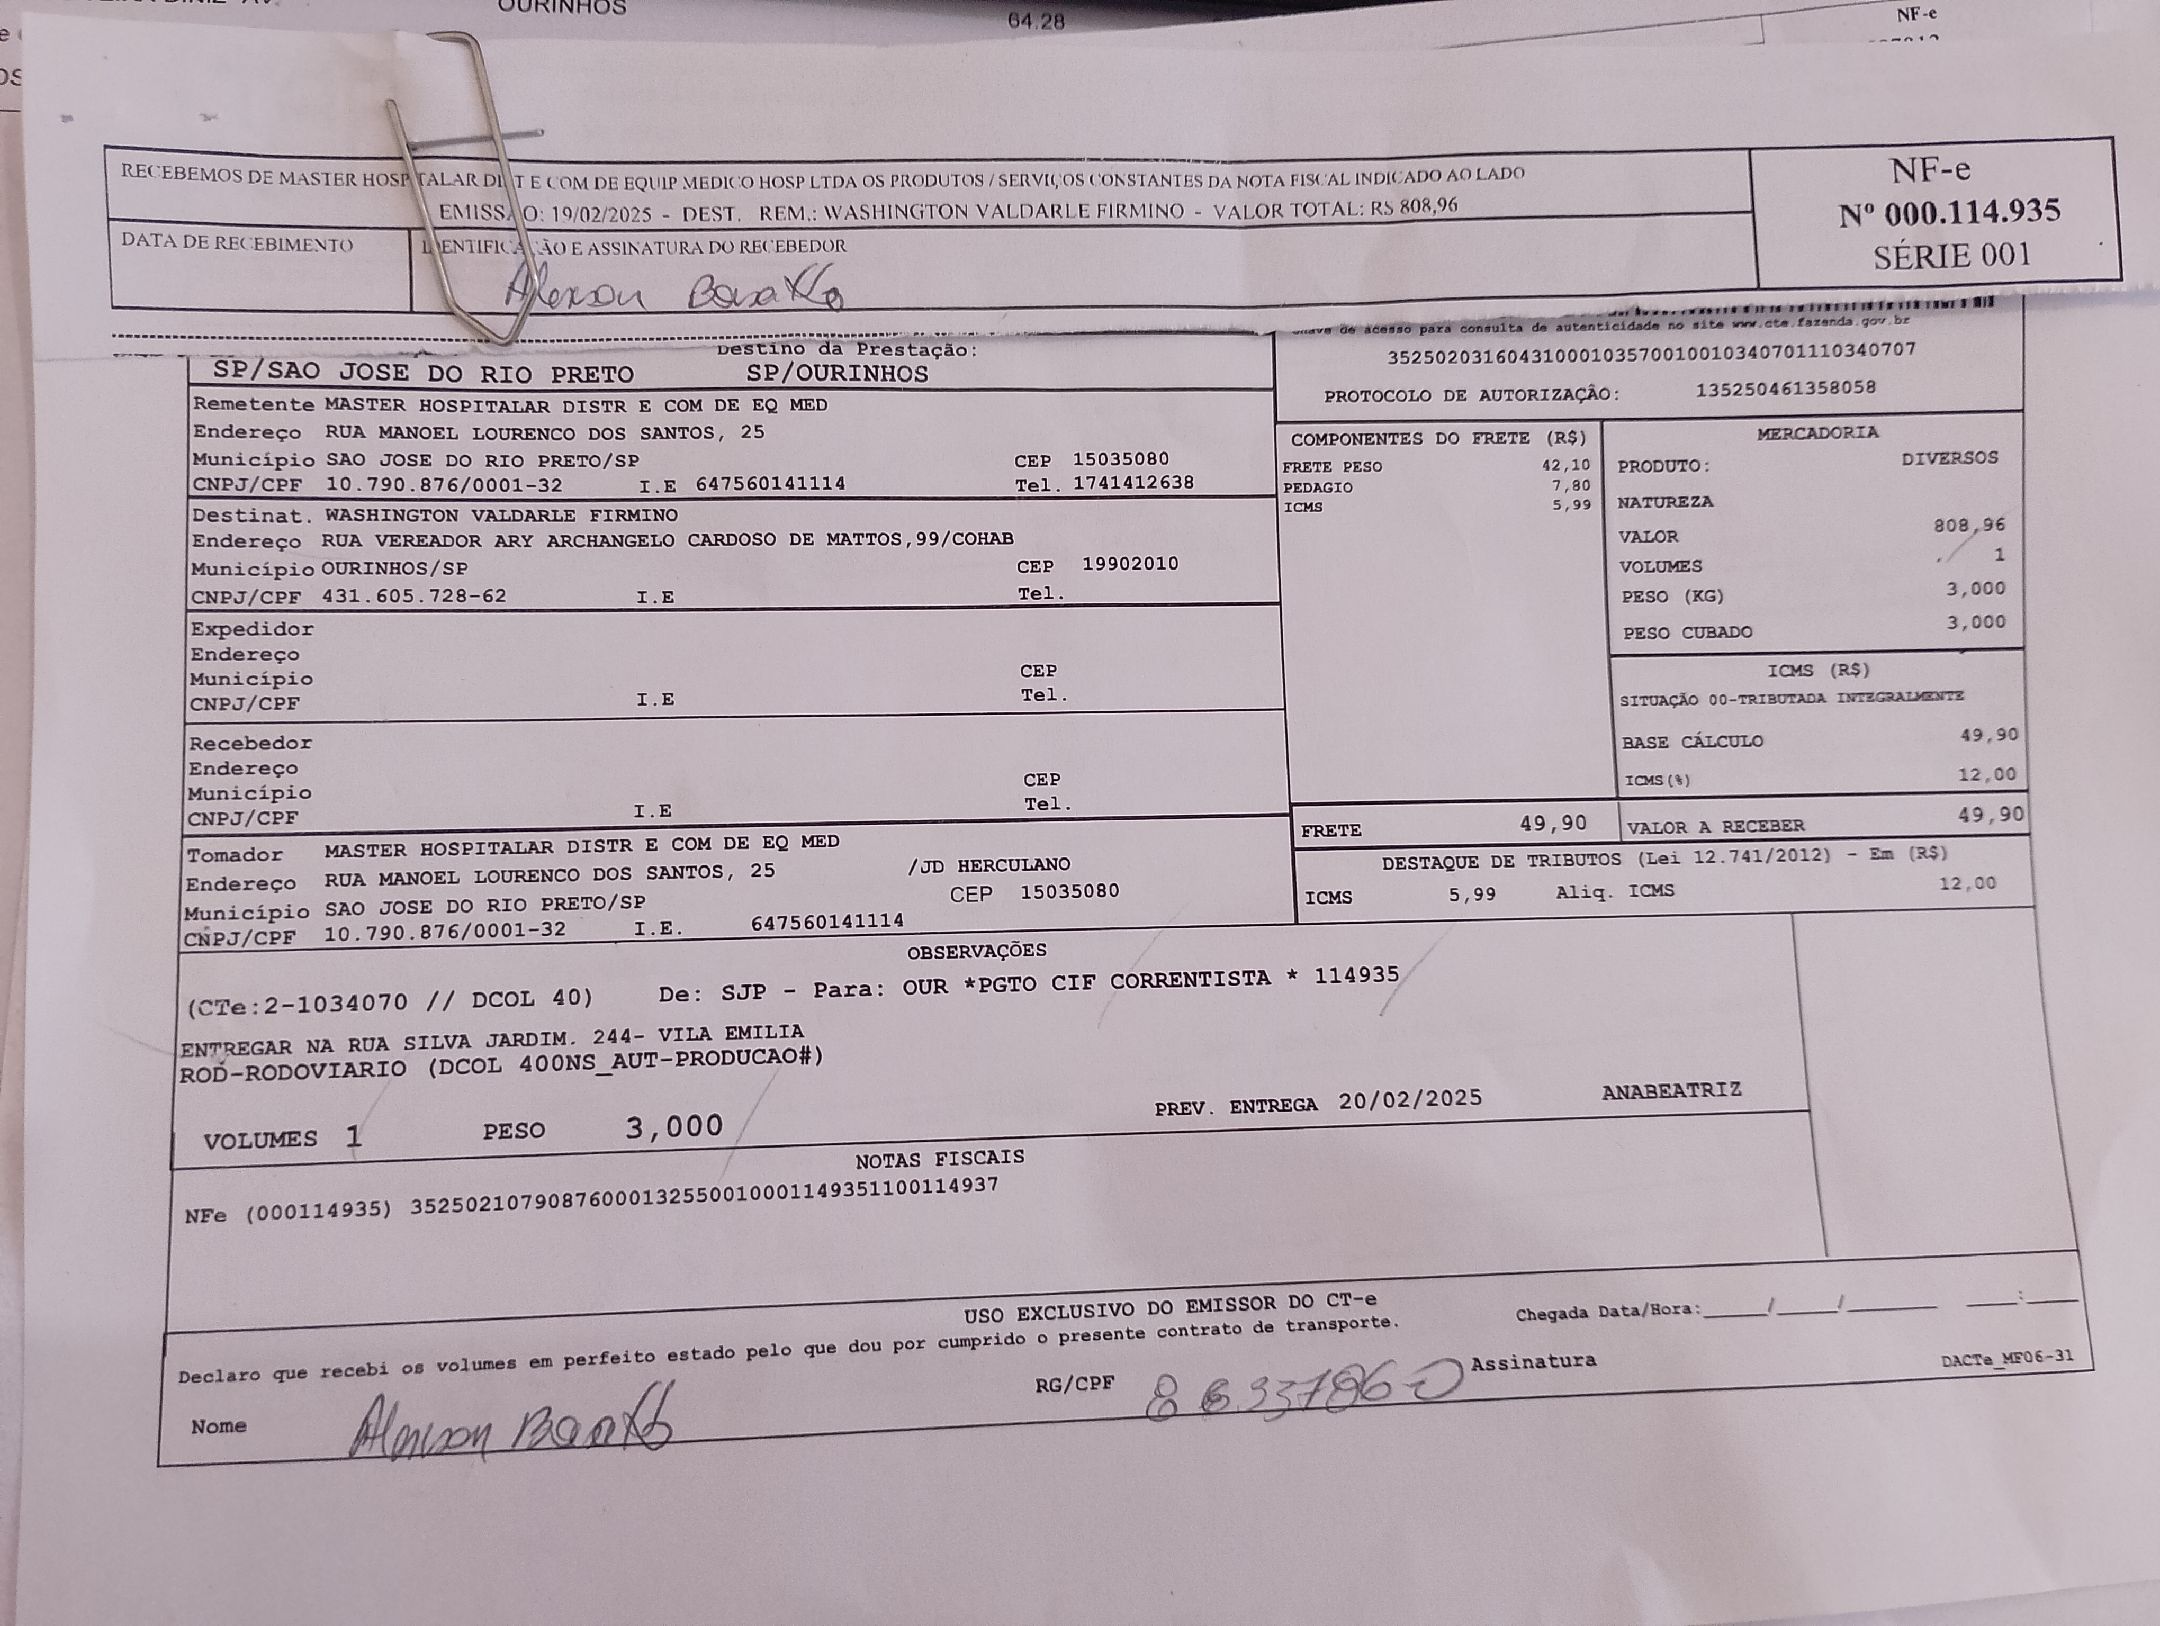 OURINHOS
64.28
NF-e
RECEBEMOS DE MASTER HOSPITALAR DIST E COM DE EQUIP MEDICO HOSP LTDA OS PRODUTOS / SERVIÇOS CONSTANTES DA NOTA FISCAL INDICADO AO LADO
EMISSÃO: 19/02/2025 - DEST. REM.: WASHINGTON VALDARLE FIRMINO - VALOR TOTAL: R$ 808,96
DATA DE RECEBIMENTO
IDENTIFICAÇÃO E ASSINATURA DO RECEBEDOR
NF-e
Nº 000.114.935
SÉRIE 001
Chave de acesso para consulta de autenticidade no site www.cte.fazenda.gov.br
35250203160431000103570010010340701110340707
PROTOCOLO DE AUTORIZAÇÃO: 135250461358058
Destino da Prestação:
SP/SAO JOSE DO RIO PRETO SP/OURINHOS
Remetente MASTER HOSPITALAR DISTR E COM DE EQ MED
Endereço RUA MANOEL LOURENCO DOS SANTOS, 25
Município SAO JOSE DO RIO PRETO/SP CEP 15035080
CNPJ/CPF 10.790.876/0001-32 I.E 647560141114 Tel. 1741412638
Destinat. WASHINGTON VALDARLE FIRMINO
Endereço RUA VEREADOR ARY ARCHANGELO CARDOSO DE MATTOS,99/COHAB
Município OURINHOS/SP CEP 19902010
CNPJ/CPF 431.605.728-62 I.E Tel.
Expedidor
Endereço
Município CEP
CNPJ/CPF I.E Tel.
Recebedor
Endereço
Município CEP
CNPJ/CPF I.E Tel.
Tomador MASTER HOSPITALAR DISTR E COM DE EQ MED
Endereço RUA MANOEL LOURENCO DOS SANTOS, 25 /JD HERCULANO
Município SAO JOSE DO RIO PRETO/SP CEP 15035080
CNPJ/CPF 10.790.876/0001-32 I.E. 647560141114
COMPONENTES DO FRETE (R$)
FRETE PESO 42,10
PEDAGIO 7,80
ICMS 5,99
MERCADORIA
PRODUTO: DIVERSOS
NATUREZA
VALOR 808,96
VOLUMES 1
PESO (KG) 3,000
PESO CUBADO 3,000
ICMS (R$)
SITUAÇÃO 00-TRIBUTADA INTEGRALMENTE
BASE CÁLCULO 49,90
ICMS(%) 12,00
FRETE 49,90 VALOR A RECEBER 49,90
DESTAQUE DE TRIBUTOS (Lei 12.741/2012) - Em (R$)
ICMS 5,99 Aliq. ICMS 12,00
OBSERVAÇÕES
(CTe:2-1034070 // DCOL 40) De: SJP - Para: OUR *PGTO CIF CORRENTISTA * 114935
ENTREGAR NA RUA SILVA JARDIM. 244- VILA EMILIA
ROD-RODOVIARIO (DCOL 400NS_AUT-PRODUCAO#)
VOLUMES 1 PESO 3,000 PREV. ENTREGA 20/02/2025 ANABEATRIZ
NOTAS FISCAIS
NFe (000114935) 35250210790876000132550010001149351100114937
USO EXCLUSIVO DO EMISSOR DO CT-e
Chegada Data/Hora:_____/_____/_______ ____:____
Declaro que recebi os volumes em perfeito estado pelo que dou por cumprido o presente contrato de transporte.
Nome
RG/CPF
Assinatura
DACTe_MF06-31